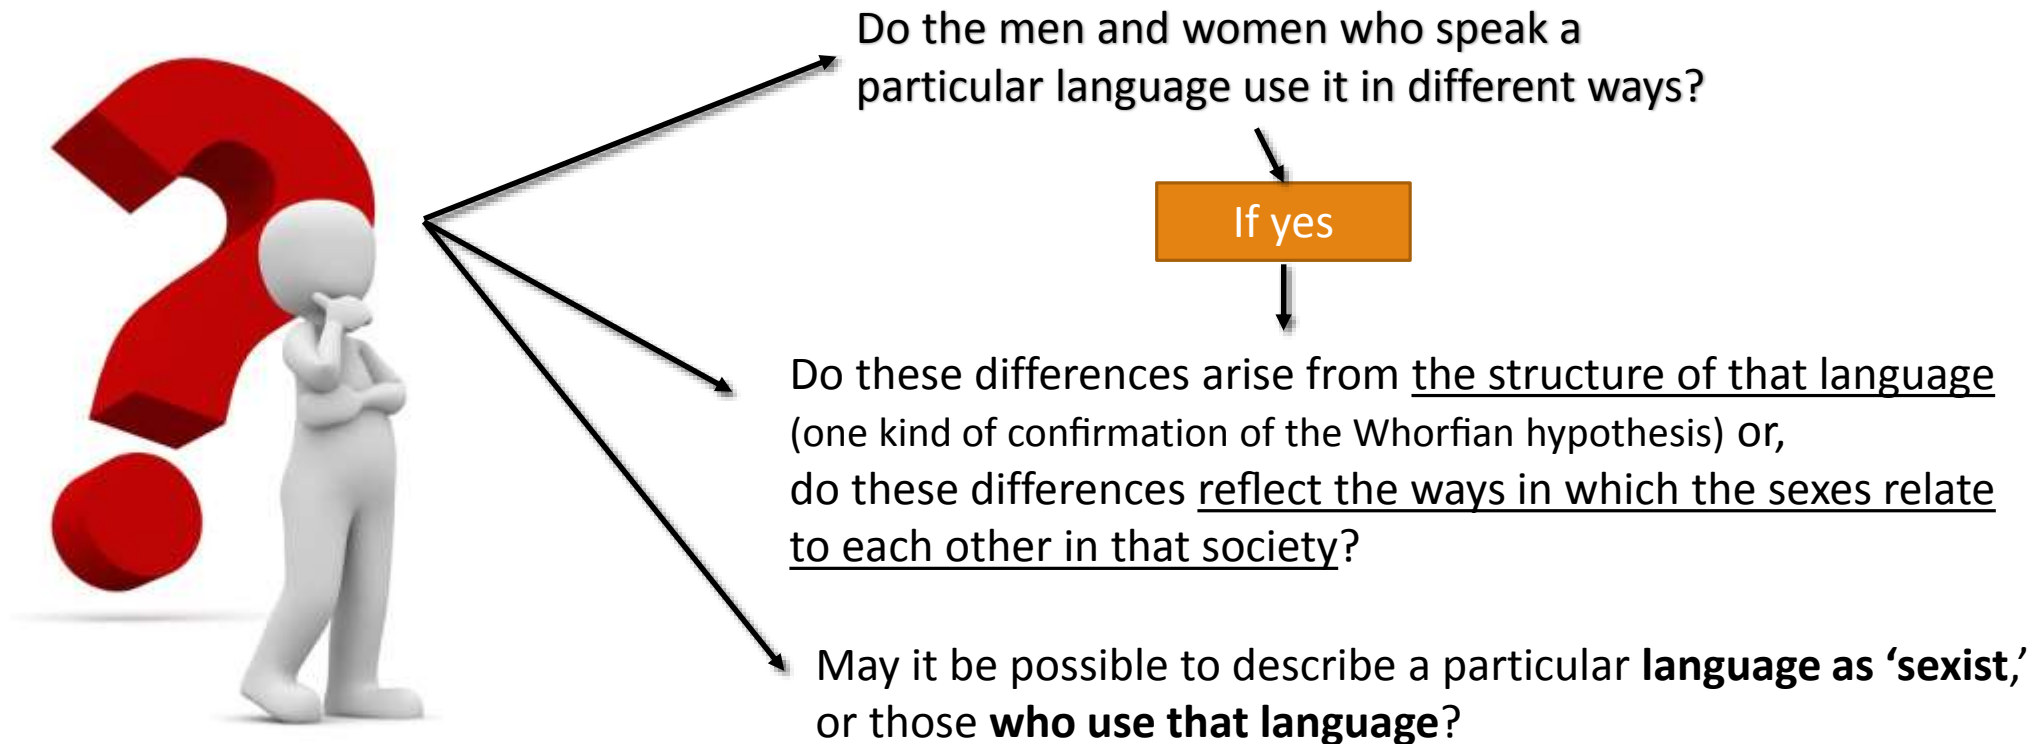 Do the men and women who speak a
particular language use it in different ways?
If yes
Do these differences arise from the structure of that language
(one kind of confirmation of the Whorfian hypothesis) or,
do these differences reflect the ways in which the sexes relate
to each other in that society?
May it be possible to describe a particular language as ‘sexist,’
or those who use that language?